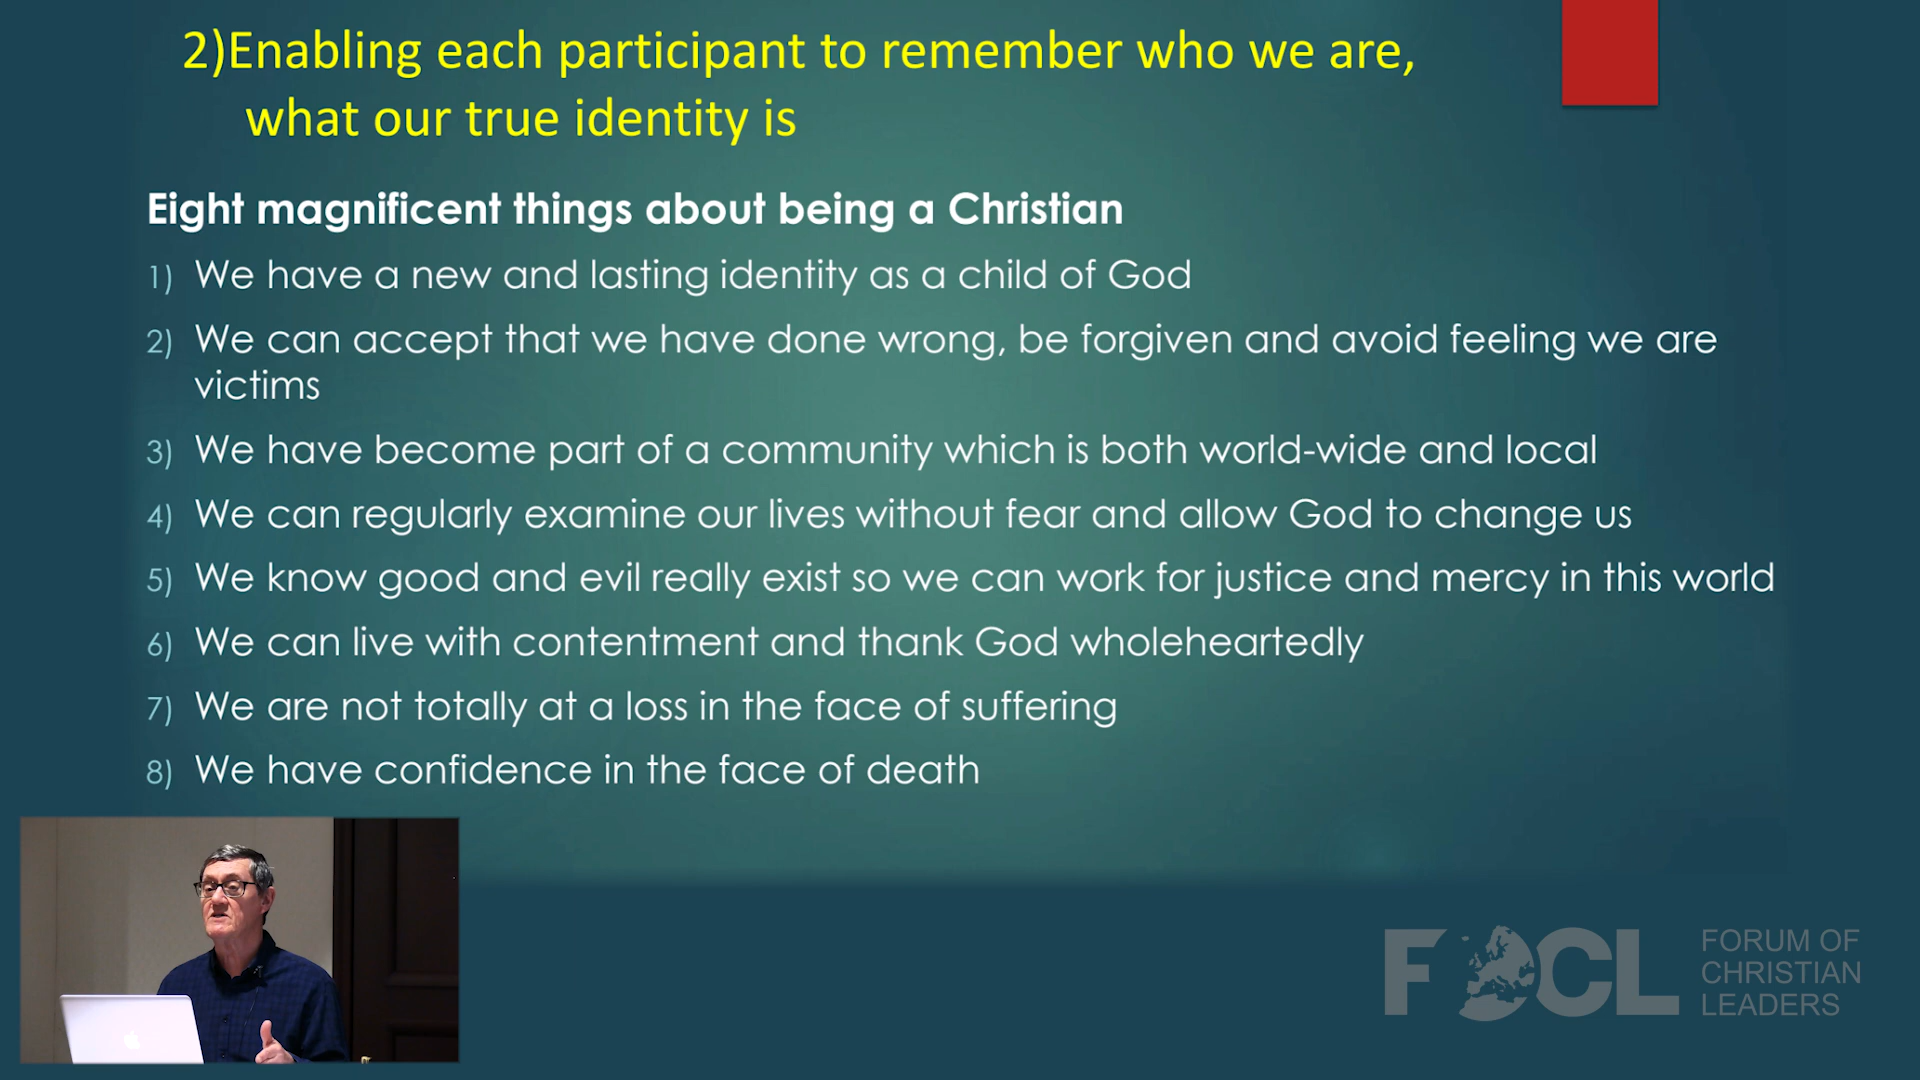 2)Enabling each participant to remember who we are,
what our true identity is
Eight magnificent things about being a Christian
1) We have a new and lasting identity as a child of God
2) We can accept that we have done wrong, be forgiven and avoid feeling we are
victims
3) We have become part of a community which is both world-wide and local
4) We can regularly examine our lives without fear and allow God to change us
5) We know good and evil really exist so we can work for justice and mercy in this world
6) We can live with contentment and thank God wholeheartedly
7) We are not totally at a loss in the face of suffering
8) We have confidence in the face of death
FOCL
FORUM OF
CHRISTIAN
LEADERS